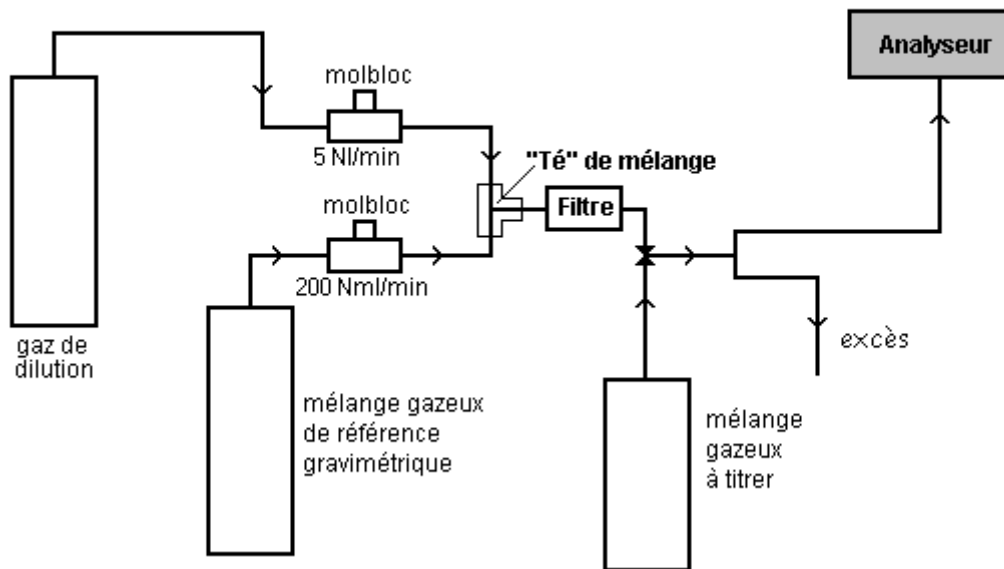 Analyseur
molbloc
5 Nl/min
"Té" de mélange
molbloc
Filtre
200 Nml/min
gaz de
dilution
excès
mélange gazeux
de référence
gravimétrique
mélange
gazeux
à titrer